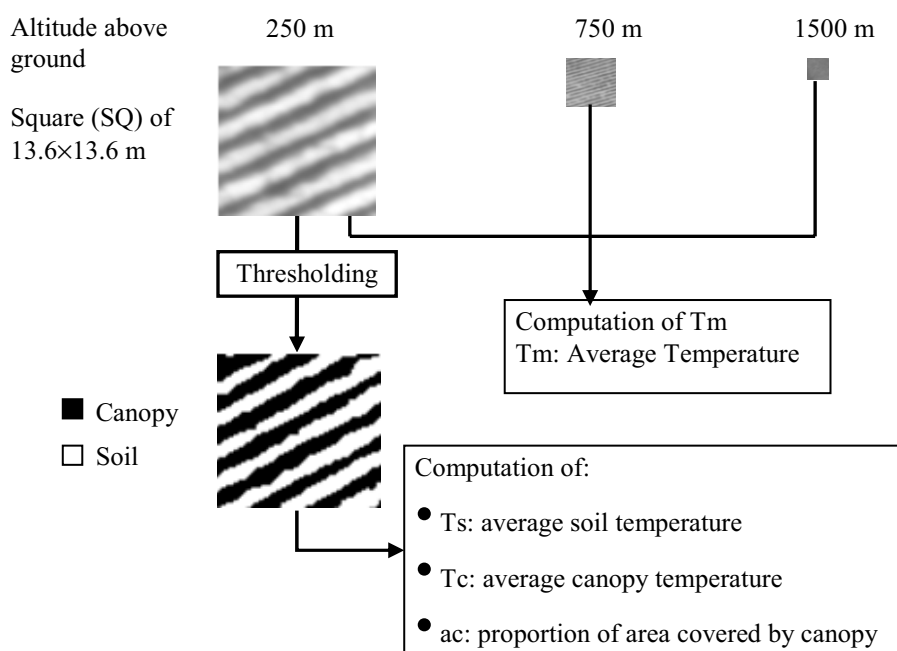 Altitude above
ground
250 m
750 m
1500 m
Square (SQ) of
13.6×13.6 m
Thresholding
Computation of Tm
Tm: Average Temperature
Canopy
Soil
Computation of:
● Ts: average soil temperature
● Tc: average canopy temperature
● ac: proportion of area covered by canopy